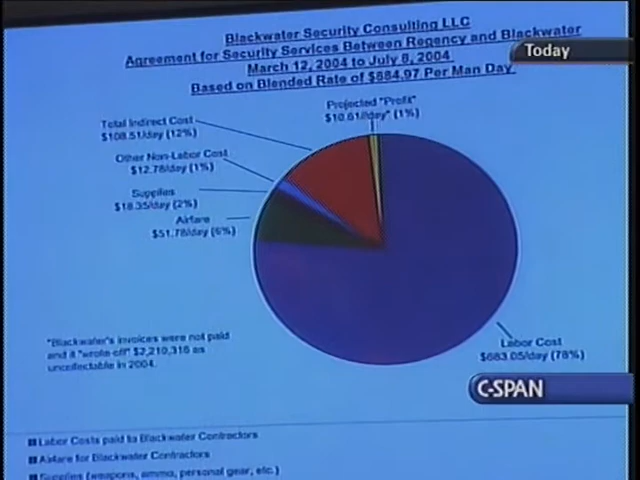 Blackwater Security Consulting LLC
Agreement for Security Services Between Regency and Blackwater
March 12, 2004 to July 8, 2004
Based on Blended Rate of $884.97 Per Man Day
Today
Projected "Profit"
$10.61/day* (1%)
Total Indirect Cost
$108.51/day (12%)
Other Non-Labor Cost
$12.78/day (1%)
Supplies
$18.35/day (2%)
Airfare
$51.78/day (6%)
*Blackwater's invoices were not paid
and it "wrote-off" $2,210,316 as
uncollectable in 2004.
Labor Cost
$683.05/day (78%)
C-SPAN
Labor Costs paid to Blackwater Contractors
Airfare for Blackwater Contractors
Supplies (weapons, ammo, personal gear, etc.)